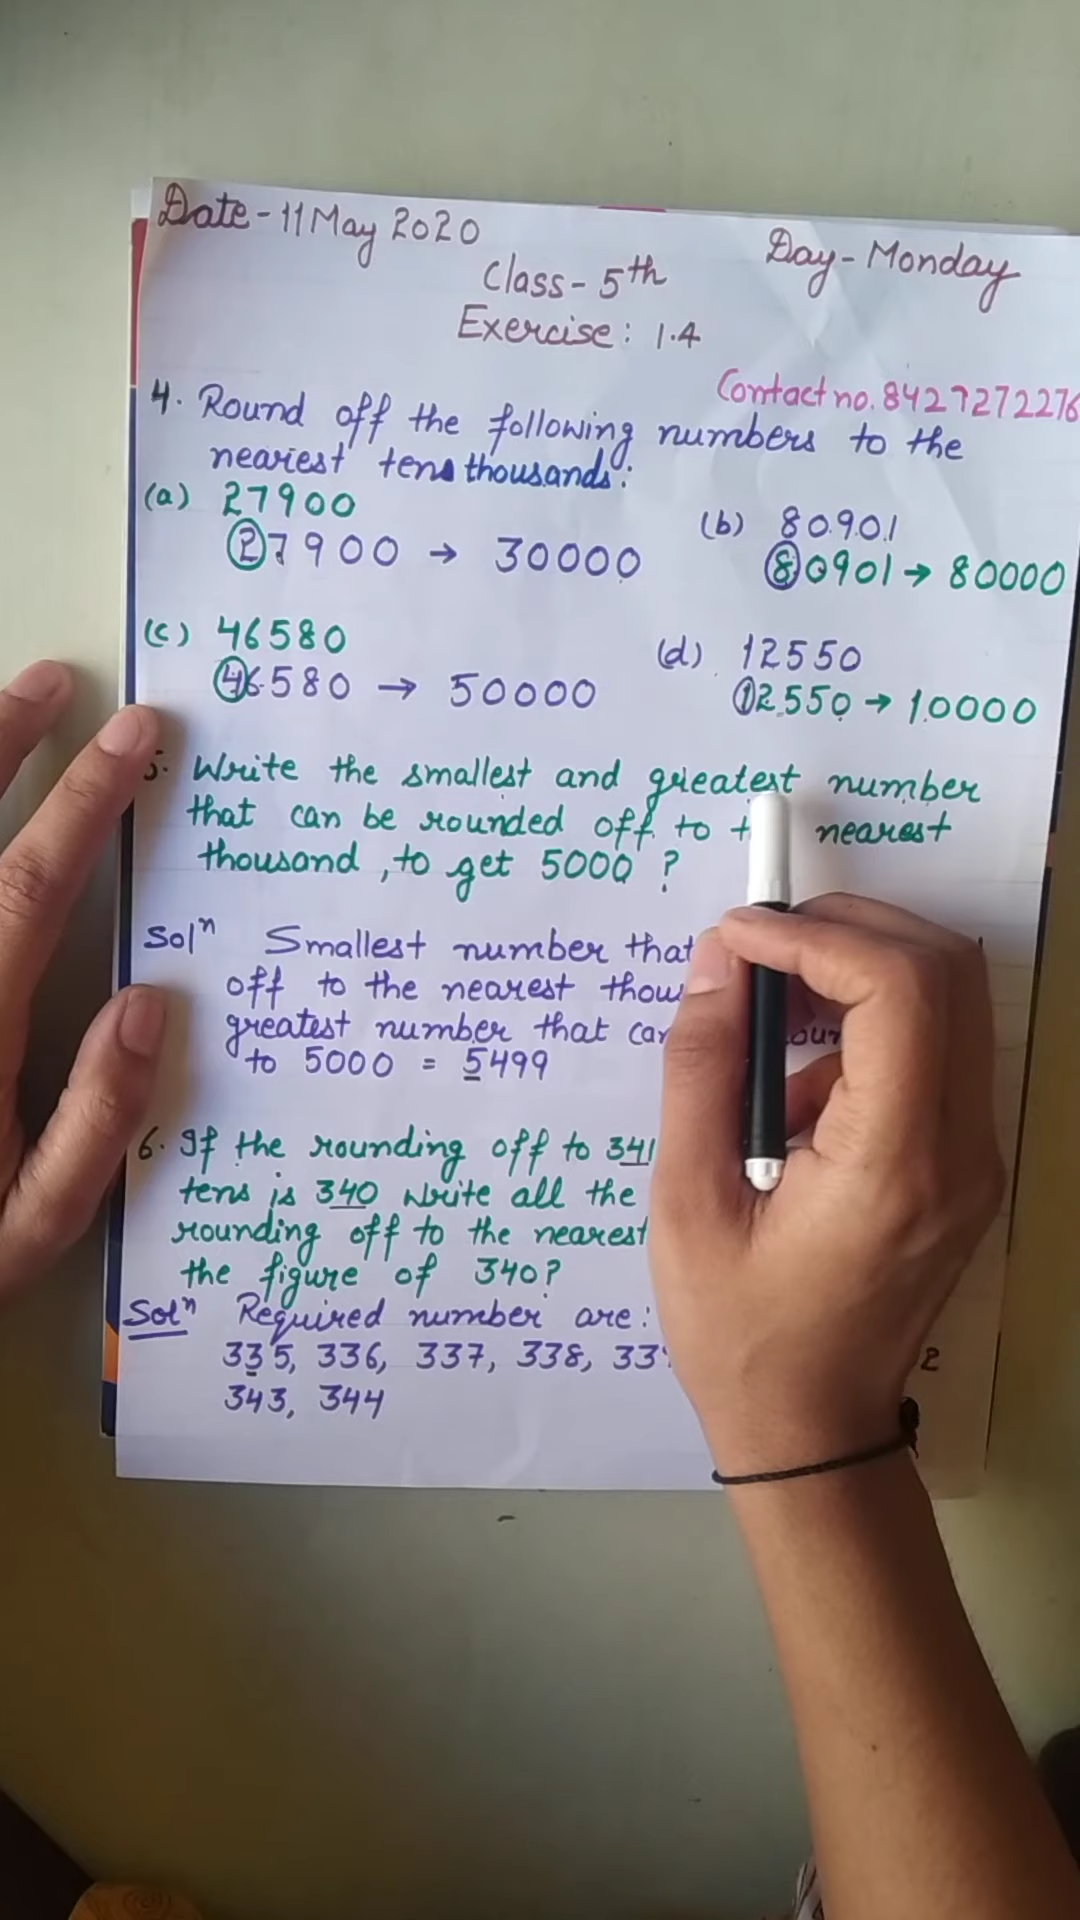 Date - 11 May 2020
Day - Monday
Class - 5th
Exercise: 1.4
Contact no. 8427272276
4. Round off the following numbers to the
nearest tens thousands:
(a) 27900
27900 → 30000
(b) 80901
80901 → 80000
(c) 46580
46580 → 50000
(d) 12550
12550 → 10000
5. Write the smallest and greatest number
that can be rounded off to nearest
thousand, to get 5000 ?
Solⁿ Smallest number that
off to the nearest
greatest number that
to 5000 = 5499
6. If the rounding off to 341
tens is 340 write all the
rounding off to the nearest
the figure of 340?
Solⁿ Required number are:
335, 336, 337, 338,
343, 344